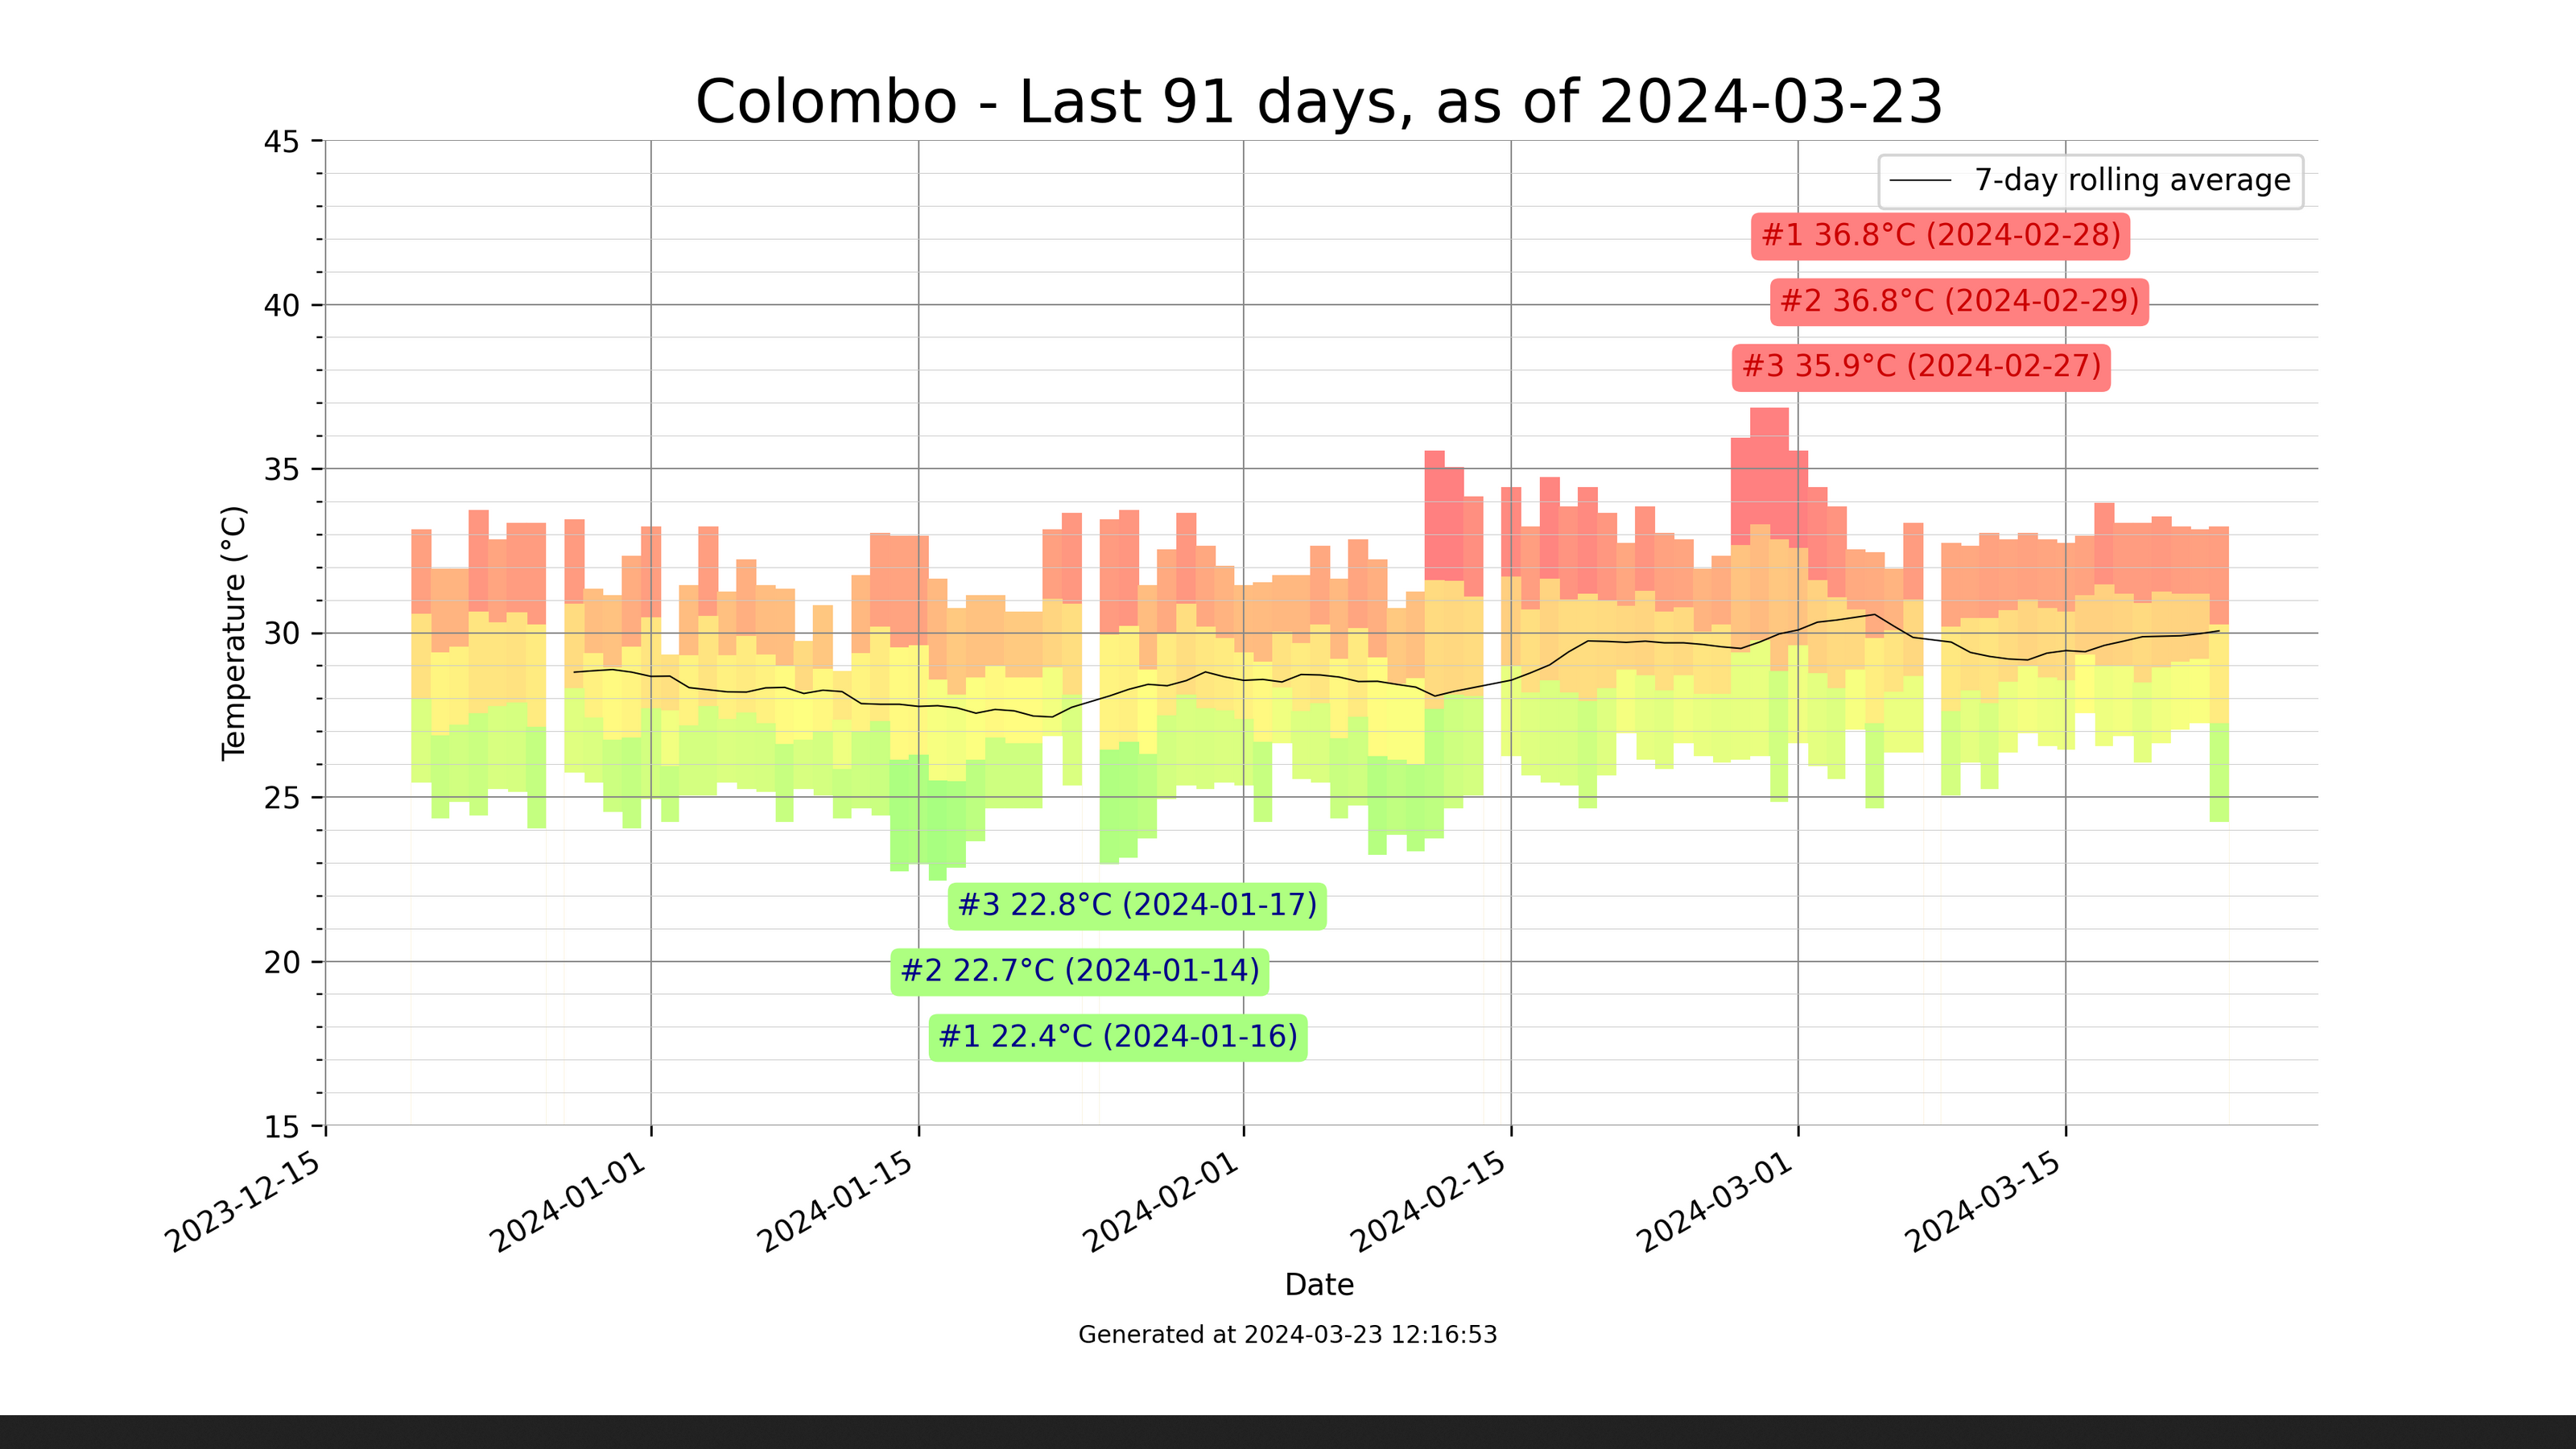 Colombo - Last 91 days, as of 2024-03-23
45
40
35
30
25
20
15
Temperature (°C)
7-day rolling average
#1 36.8°C (2024-02-28)
#2 36.8°C (2024-02-29)
#3 35.9°C (2024-02-27)
#3 22.8°C (2024-01-17)
#2 22.7°C (2024-01-14)
#1 22.4°C (2024-01-16)
2023-12-15
2024-01-01
2024-01-15
2024-02-01
2024-02-15
2024-03-01
2024-03-15
Date
Generated at 2024-03-23 12:16:53